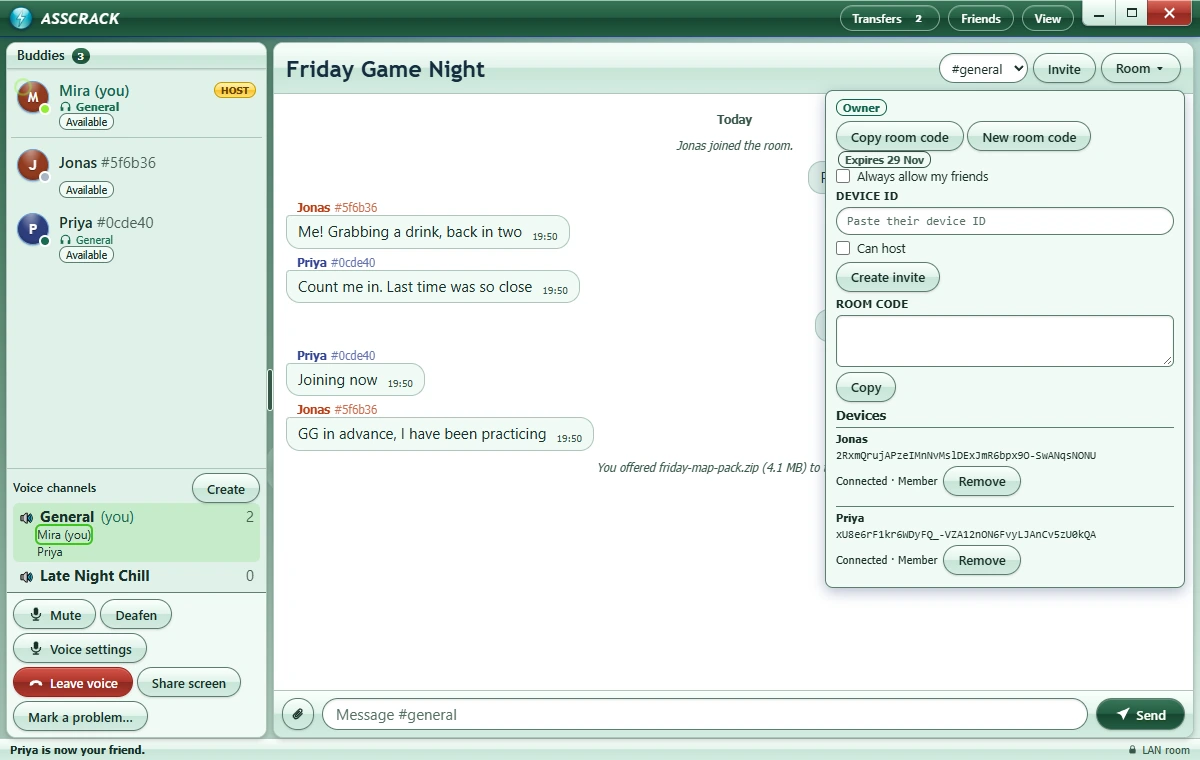 ASSCRACK
Transfers 2
Friends
View
Buddies 3
M
Mira (you)
HOST
General
Available
J
Jonas #5f6b36
Available
P
Priya #0cde40
General
Available
Voice channels
Create
General (you) 2
Mira (you)
Priya
Late Night Chill 0
Mute
Deafen
Voice settings
Leave voice
Share screen
Mark a problem...
Friday Game Night
#general
Invite
Room
Today
Jonas joined the room.
Jonas #5f6b36
Me! Grabbing a drink, back in two 19:50
Priya #0cde40
Count me in. Last time was so close 19:50
Priya #0cde40
Joining now 19:50
Jonas #5f6b36
GG in advance, I have been practicing 19:50
You offered friday-map-pack.zip (4.1 MB) to
Owner
Copy room code
New room code
Expires 29 Nov
Always allow my friends
DEVICE ID
Paste their device ID
Can host
Create invite
ROOM CODE
Copy
Devices
Jonas
2RxmQrujAPzeIMnNvMslDExJmR6bpx9O-SwANqsNONU
Connected · Member
Remove
Priya
xU8e6rF1kr6WDyFQ_-VZA12nON6FvyLJAnCv5zU0kQA
Connected · Member
Remove
Message #general
Send
Priya is now your friend.
LAN room